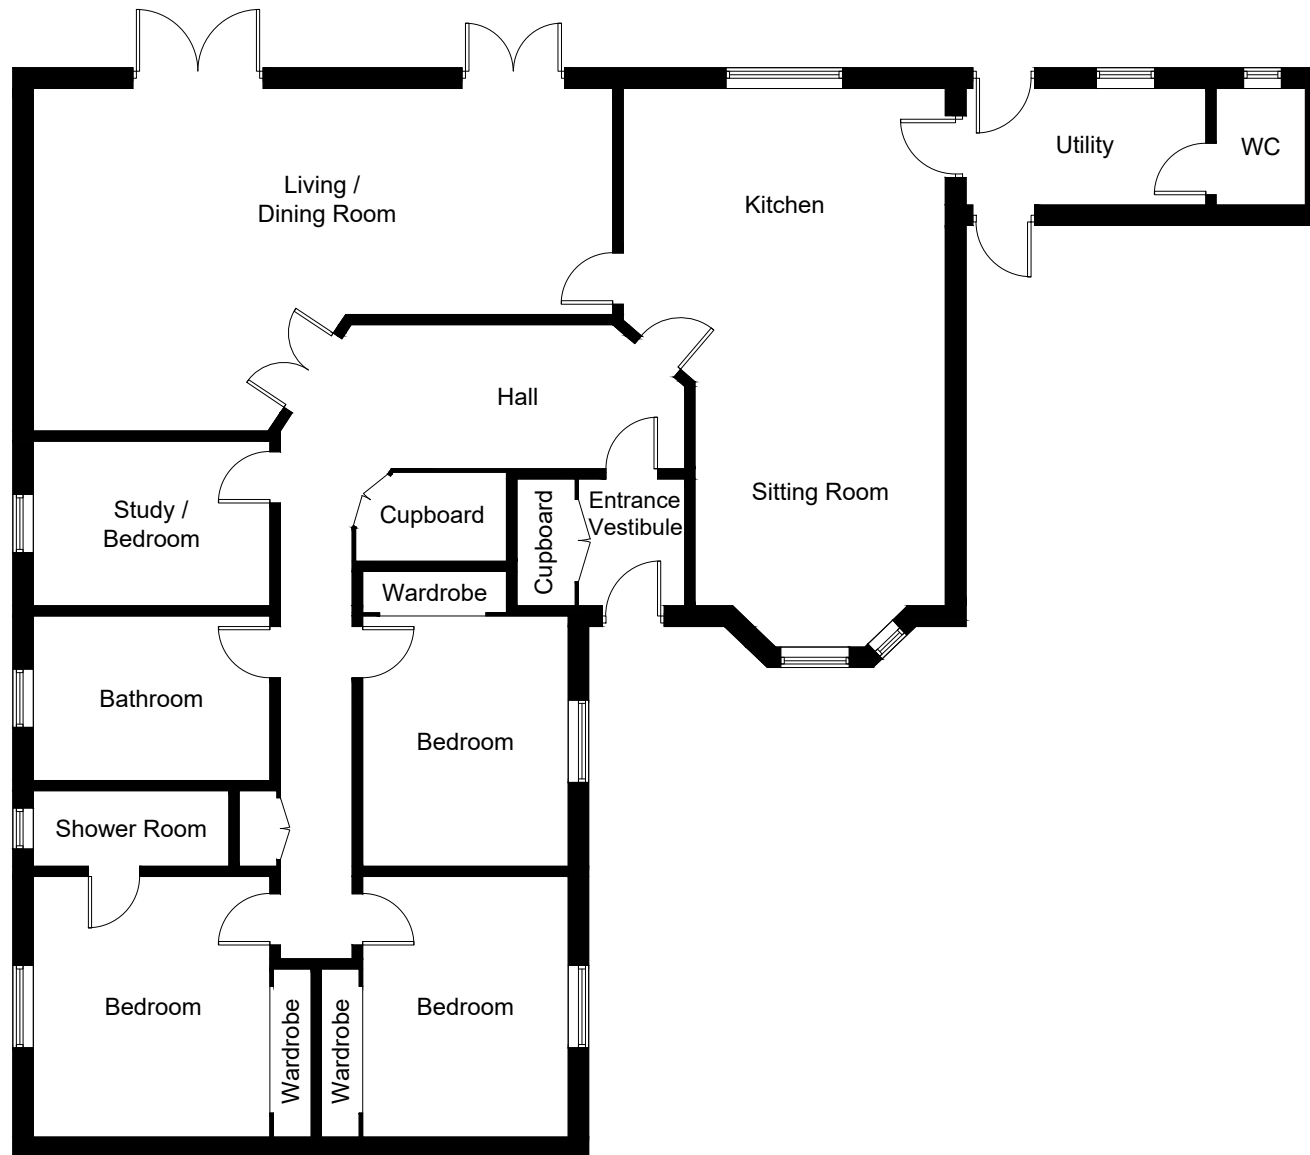 Living /
Dining Room
Kitchen
Utility
WC
Hall
Study /
Bedroom
Cupboard
Cupboard
Entrance
Vestibule
Sitting Room
Wardrobe
Bathroom
Bedroom
Shower Room
Bedroom
Wardrobe
Wardrobe
Bedroom